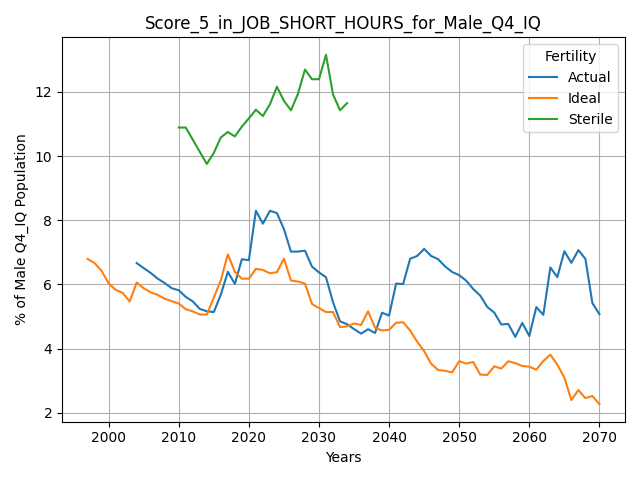 Score_5_in_JOB_SHORT_HOURS_for_Male_Q4_IQ
Fertility
Actual
Ideal
Sterile
% of Male Q4_IQ Population
12
10
8
6
4
2
2000 2010 2020 2030 2040 2050 2060 2070
Years